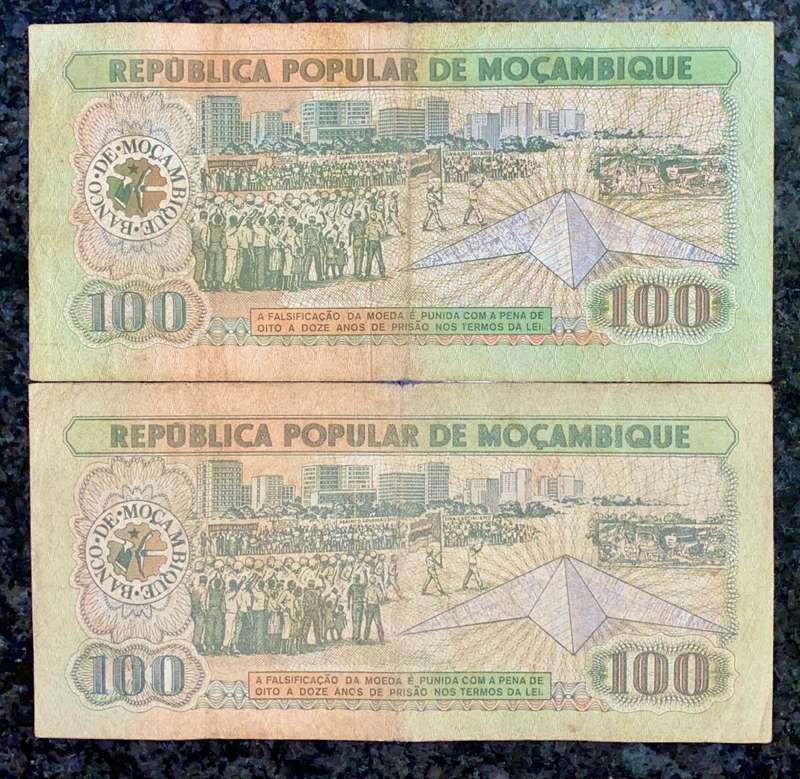 REPÚBLICA POPULAR DE MOÇAMBIQUE
BANCO·DE·MOÇAMBIQUE·
100
A FALSIFICAÇÃO DA MOEDA É PUNIDA COM A PENA DE
OITO A DOZE ANOS DE PRISÃO NOS TERMOS DA LEI.
100
REPÚBLICA POPULAR DE MOÇAMBIQUE
BANCO·DE·MOÇAMBIQUE·
100
A FALSIFICAÇÃO DA MOEDA É PUNIDA COM A PENA DE
OITO A DOZE ANOS DE PRISÃO NOS TERMOS DA LEI.
100